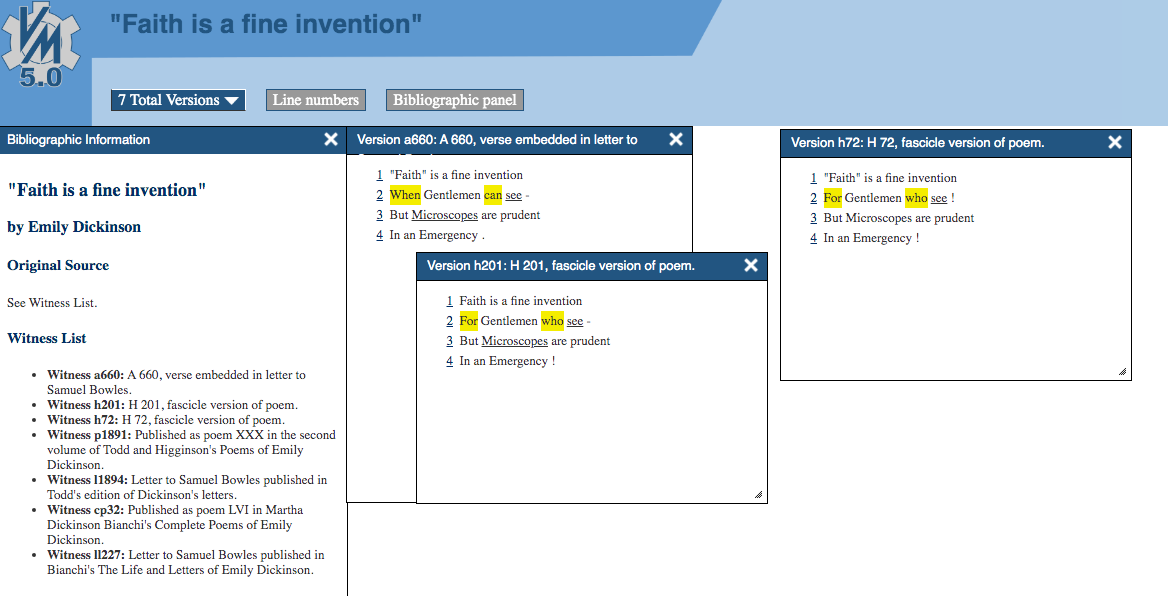 VM
5.0
"Faith is a fine invention"
7 Total Versions
Line numbers
Bibliographic panel
Bibliographic Information
"Faith is a fine invention"
by Emily Dickinson
Original Source
See Witness List.
Witness List
Witness a660: A 660, verse embedded in letter to
Samuel Bowles.
Witness h201: H 201, fascicle version of poem.
Witness h72: H 72, fascicle version of poem.
Witness p1891: Published as poem XXX in the second
volume of Todd and Higginson's Poems of Emily
Dickinson.
Witness l1894: Letter to Samuel Bowles published in
Todd's edition of Dickinson's letters.
Witness cp32: Published as poem LVI in Martha
Dickinson Bianchi's Complete Poems of Emily
Dickinson.
Witness ll227: Letter to Samuel Bowles published in
Bianchi's The Life and Letters of Emily Dickinson.
Version a660: A 660, verse embedded in letter to
1 "Faith" is a fine invention
2 When Gentlemen can see -
3 But Microscopes are prudent
4 In an Emergency .
Version h201: H 201, fascicle version of poem.
1 Faith is a fine invention
2 For Gentlemen who see -
3 But Microscopes are prudent
4 In an Emergency !
Version h72: H 72, fascicle version of poem.
1 "Faith" is a fine invention
2 For Gentlemen who see !
3 But Microscopes are prudent
4 In an Emergency !